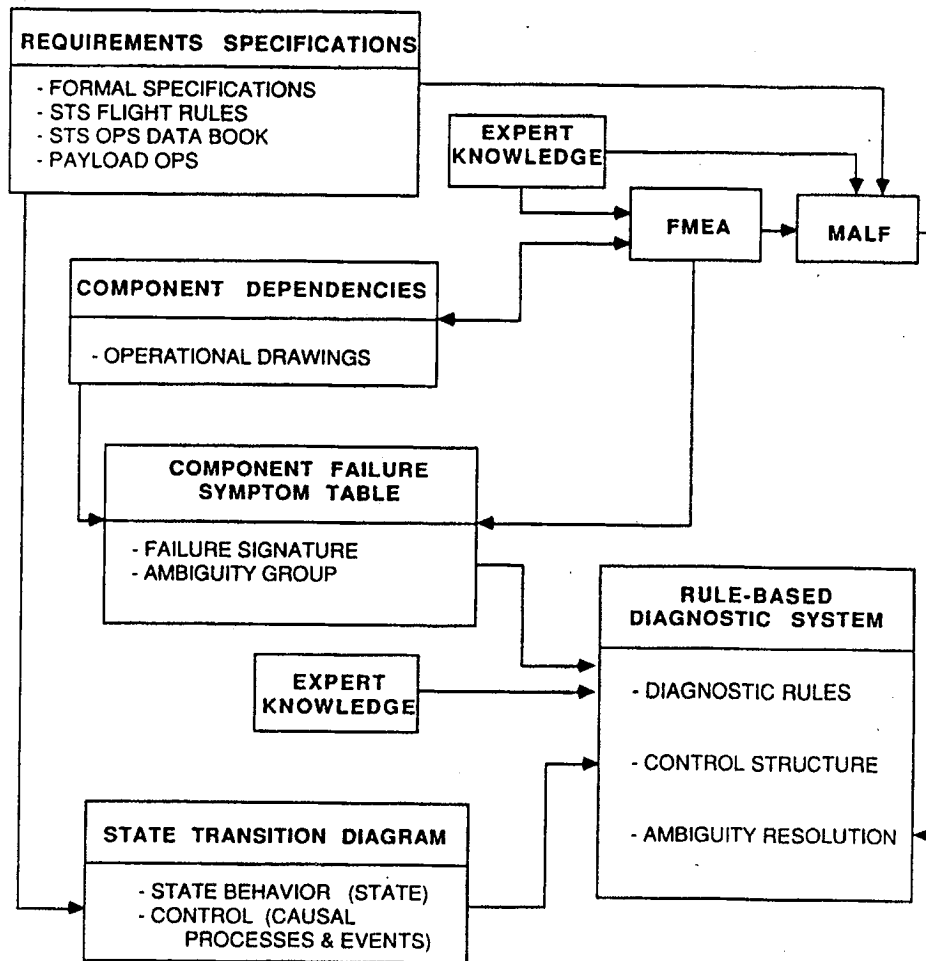 REQUIREMENTS SPECIFICATIONS
- FORMAL SPECIFICATIONS
- STS FLIGHT RULES
- STS OPS DATA BOOK
- PAYLOAD OPS
EXPERT
KNOWLEDGE
FMEA
MALF
COMPONENT DEPENDENCIES
- OPERATIONAL DRAWINGS
COMPONENT FAILURE
SYMPTOM TABLE
- FAILURE SIGNATURE
- AMBIGUITY GROUP
RULE-BASED
DIAGNOSTIC SYSTEM
- DIAGNOSTIC RULES
- CONTROL STRUCTURE
- AMBIGUITY RESOLUTION
EXPERT
KNOWLEDGE
STATE TRANSITION DIAGRAM
- STATE BEHAVIOR (STATE)
- CONTROL (CAUSAL
PROCESSES & EVENTS)